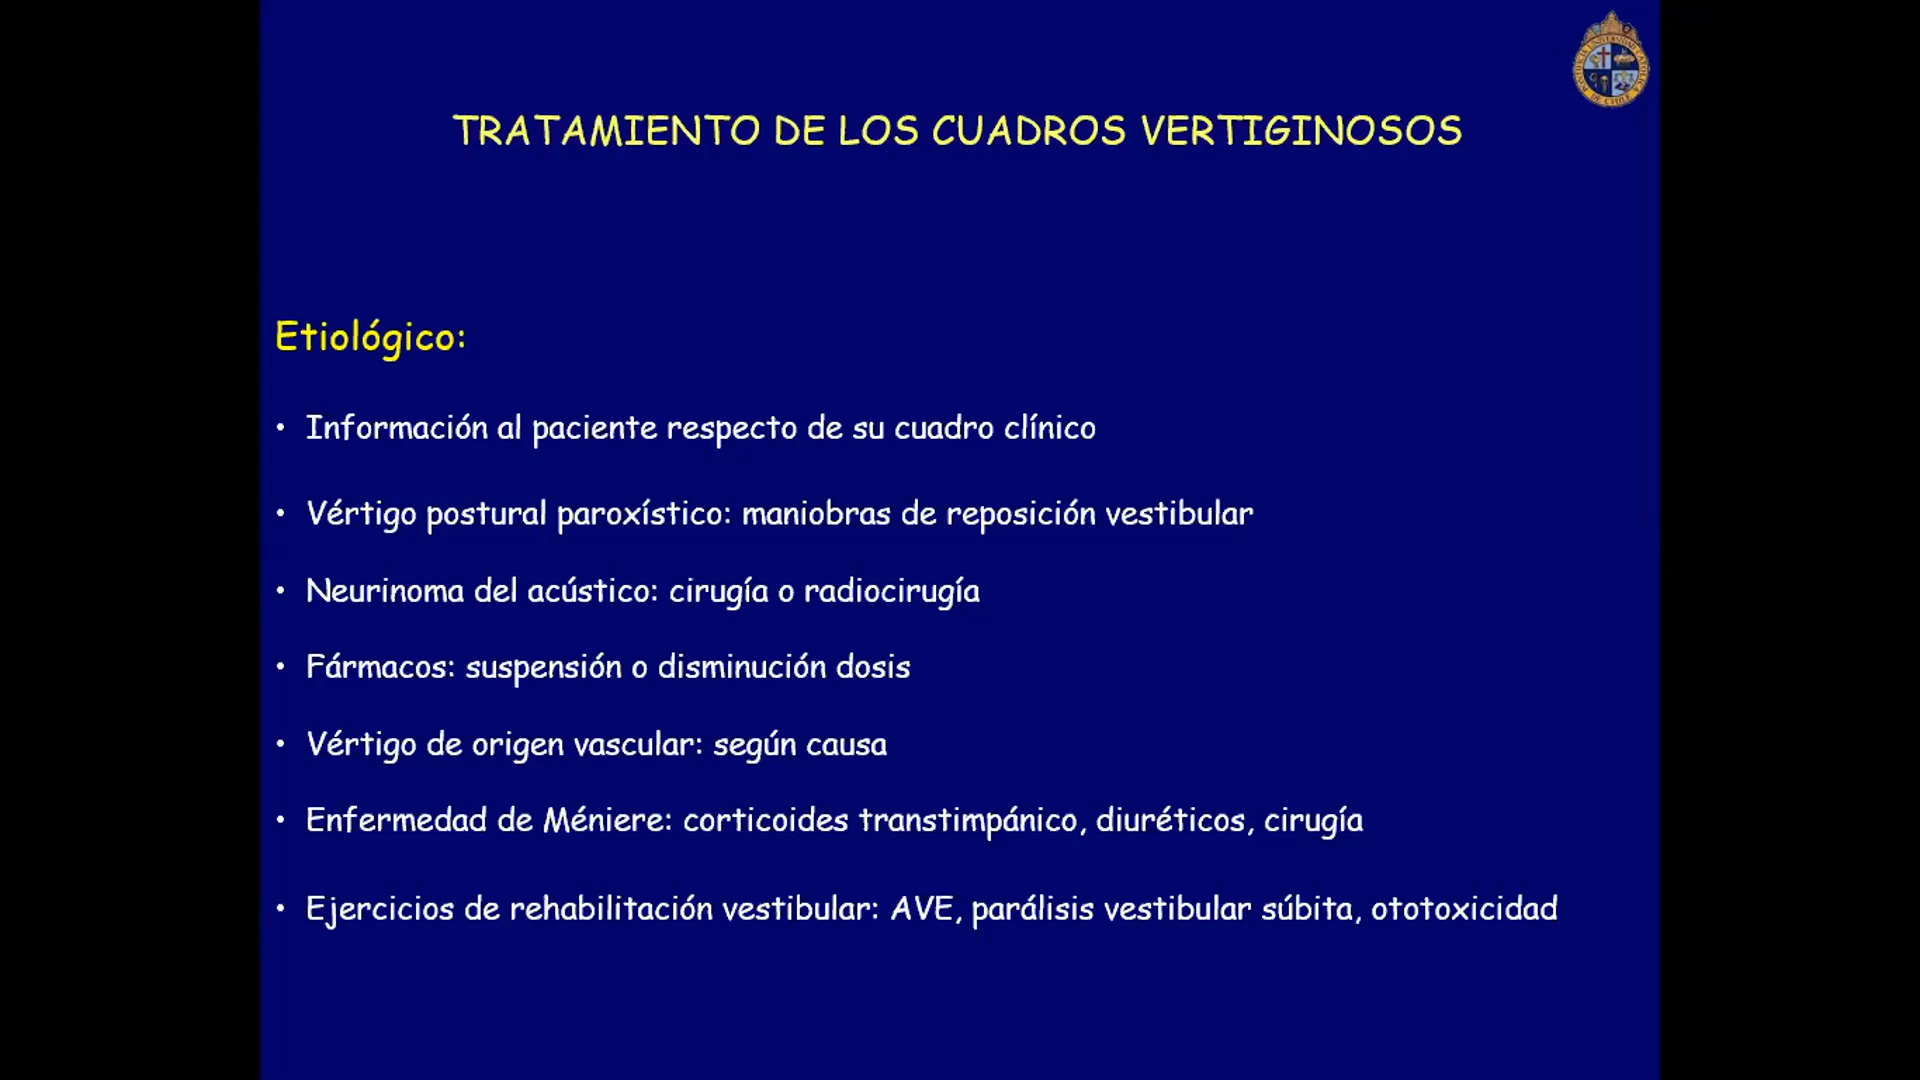 TRATAMIENTO DE LOS CUADROS VERTIGINOSOS
Etiológico:
• Información al paciente respecto de su cuadro clínico
• Vértigo postural paroxístico: maniobras de reposición vestibular
• Neurinoma del acústico: cirugía o radiocirugía
• Fármacos: suspensión o disminución dosis
• Vértigo de origen vascular: según causa
• Enfermedad de Méniere: corticoides transtimpánico, diuréticos, cirugía
• Ejercicios de rehabilitación vestibular: AVE, parálisis vestibular súbita, ototoxicidad